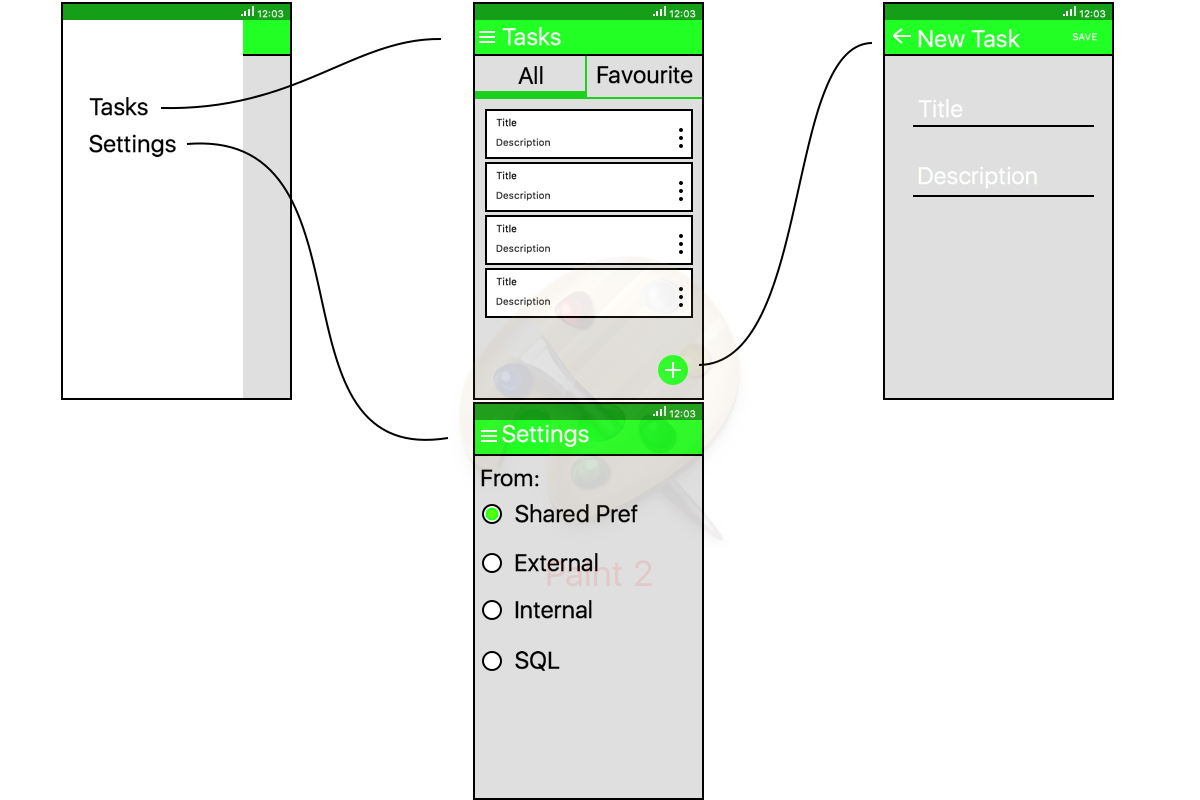 12:03
Tasks
Settings
12:03
Tasks
All
Favourite
Title
Description
Title
Description
Title
Description
Title
Description
12:03
Settings
From:
Shared Pref
External
Internal
SQL
Paint 2
12:03
New Task
SAVE
Title
Description